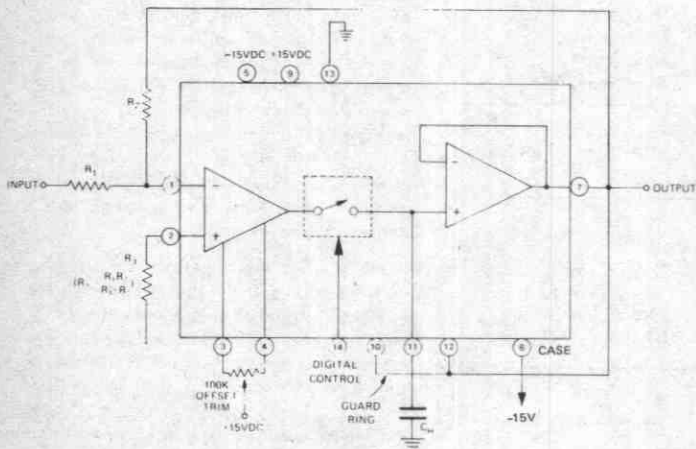 -15VDC +15VDC
5
9
13
R2
R1
INPUT
1
2
R3
7
OUTPUT
3
4
14
10
11
12
6
CASE
DIGITAL
CONTROL
100K
OFFSET
TRIM
GUARD
RING
-15V